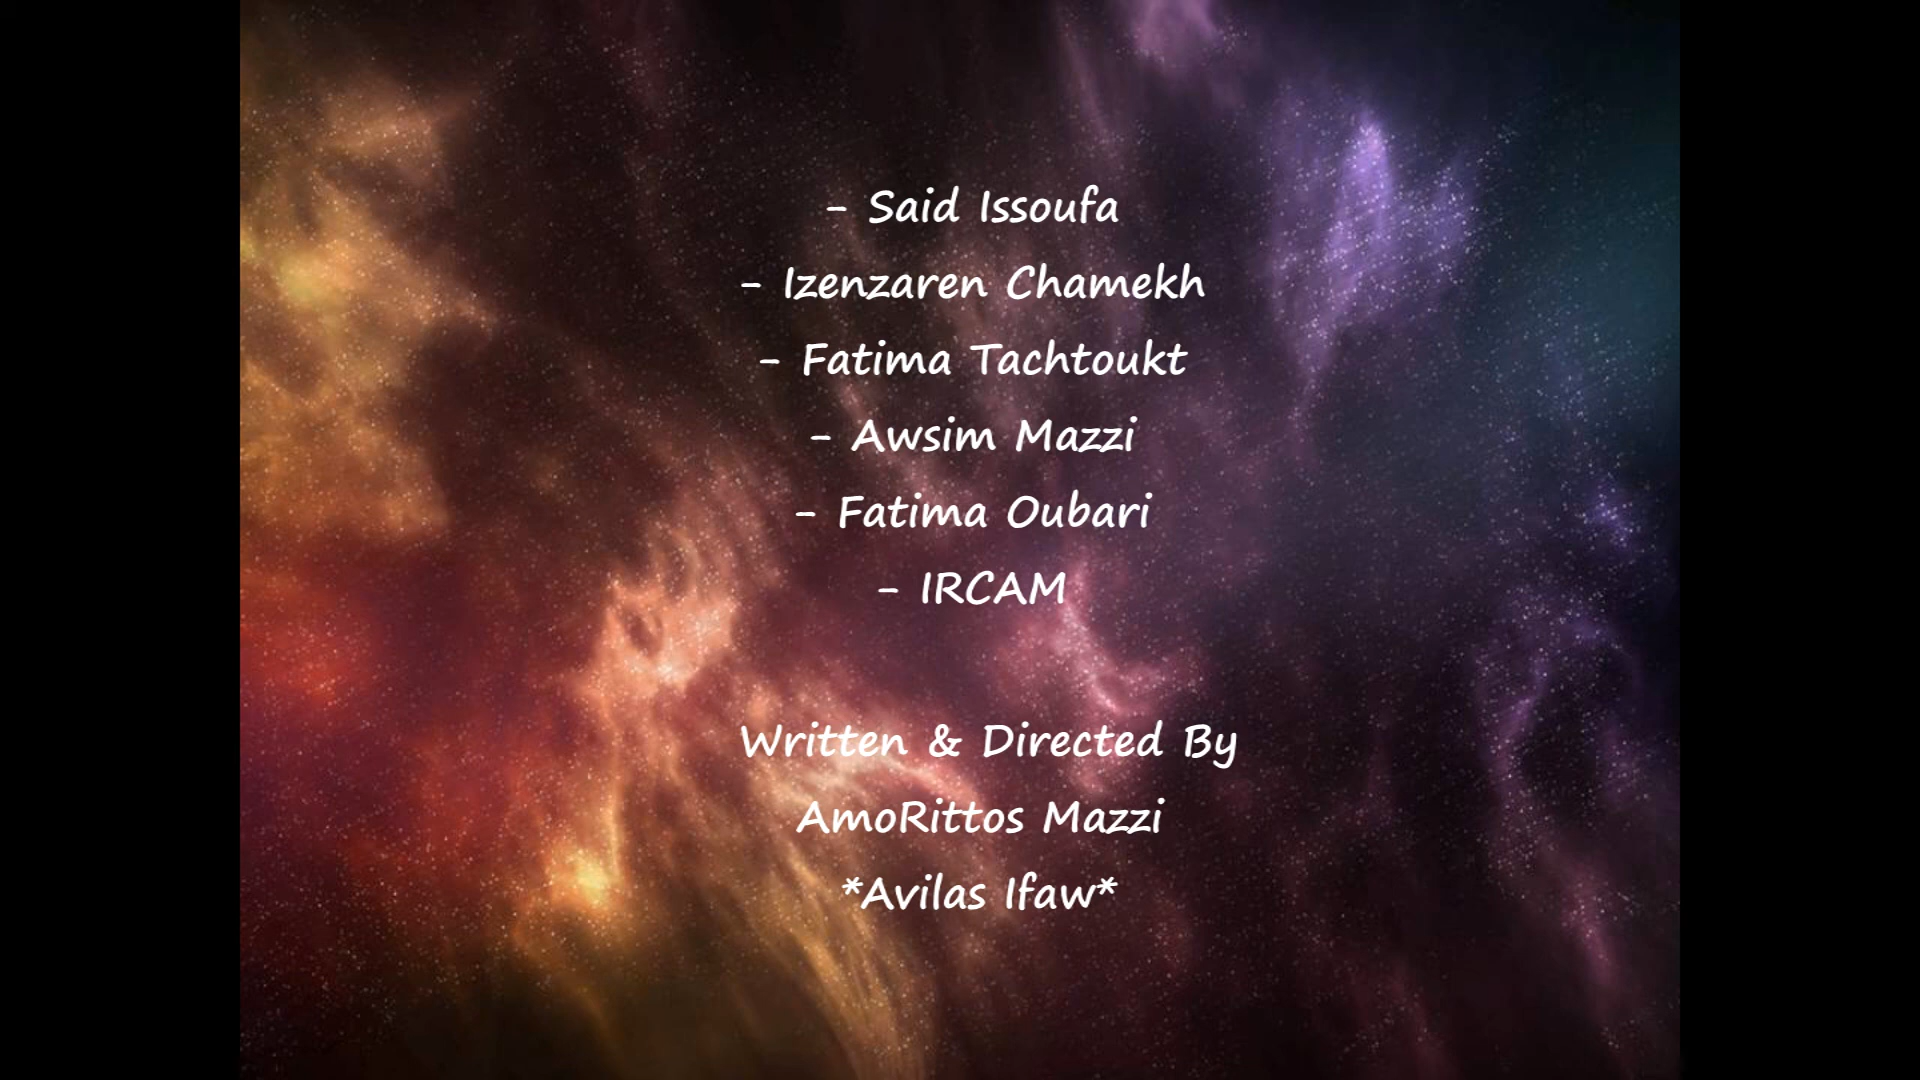 - Said Issoufa
- Izenzaren Chamekh
- Fatima Tachtoukt
- Awsim Mazzi
- Fatima Oubari
- IRCAM
Written & Directed By
AmoRittos Mazzi
*Avilas Ifaw*